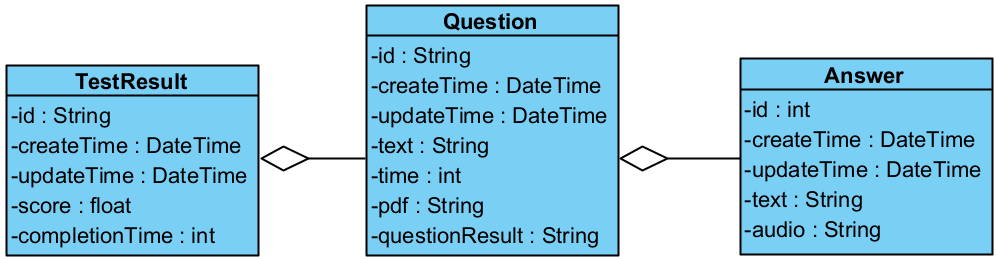 TestResult
-id : String
-createTime : DateTime
-updateTime : DateTime
-score : float
-completionTime : int
Question
-id : String
-createTime : DateTime
-updateTime : DateTime
-text : String
-time : int
-pdf : String
-questionResult : String
Answer
-id : int
-createTime : DateTime
-updateTime : DateTime
-text : String
-audio : String